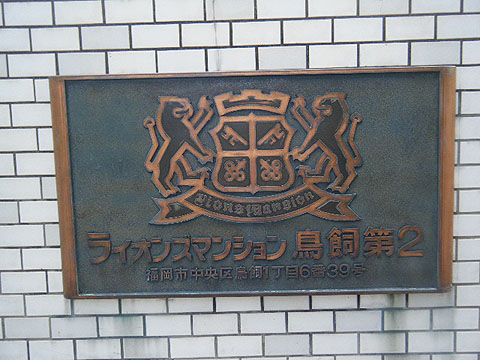 Lions Mansion
ライオンズマンション鳥飼第2
福岡市中央区鳥飼1丁目6番39号